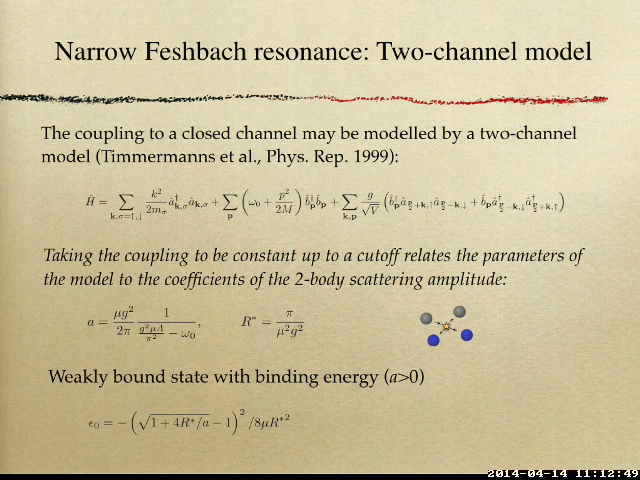 Narrow Feshbach resonance: Two-channel model
The coupling to a closed channel may be modelled by a two-channel
model (Timmermanns et al., Phys. Rep. 1999):
Ĥ = ∑_{k,σ=↑,↓} k²/2m_σ â†_{k,σ} â_{k,σ} + ∑_p (ω₀ + p²/2M) b̂†_p b̂_p + ∑_{k,p} g/√V (b̂†_p â_{p/2+k,↑} â_{p/2−k,↓} + b̂_p â†_{p/2−k,↓} â†_{p/2+k,↑})
Taking the coupling to be constant up to a cutoff relates the parameters of
the model to the coefficients of the 2-body scattering amplitude:
a = μg²/2π 1/(g²μΛ/π² − ω₀), R* = π/μ²g²
Weakly bound state with binding energy (a>0)
ϵ₀ = −(√(1 + 4R*/a) − 1)² /8μR*²
2014-04-14 11:12:49